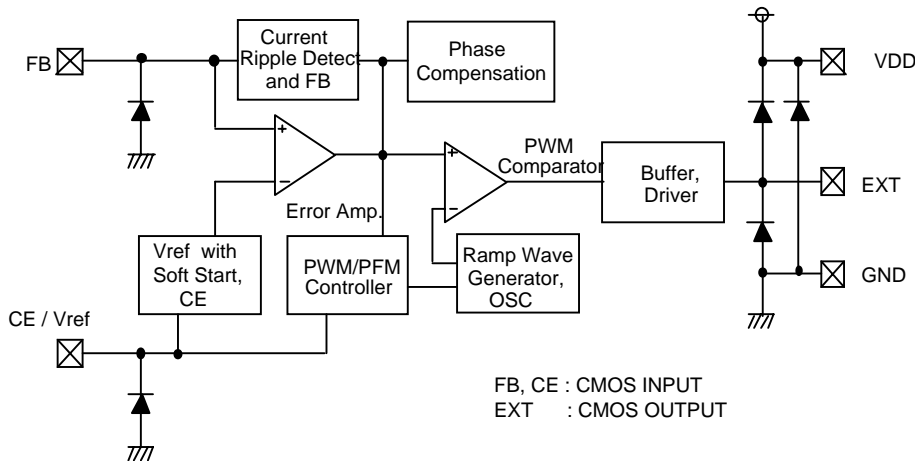 FB
Current
Ripple Detect
and FB
Phase
Compensation
VDD
+
−
Error Amp.
+
−
PWM
Comparator
Buffer,
Driver
EXT
Vref with
Soft Start,
CE
PWM/PFM
Controller
Ramp Wave
Generator,
OSC
GND
CE / Vref
FB, CE : CMOS INPUT
EXT : CMOS OUTPUT